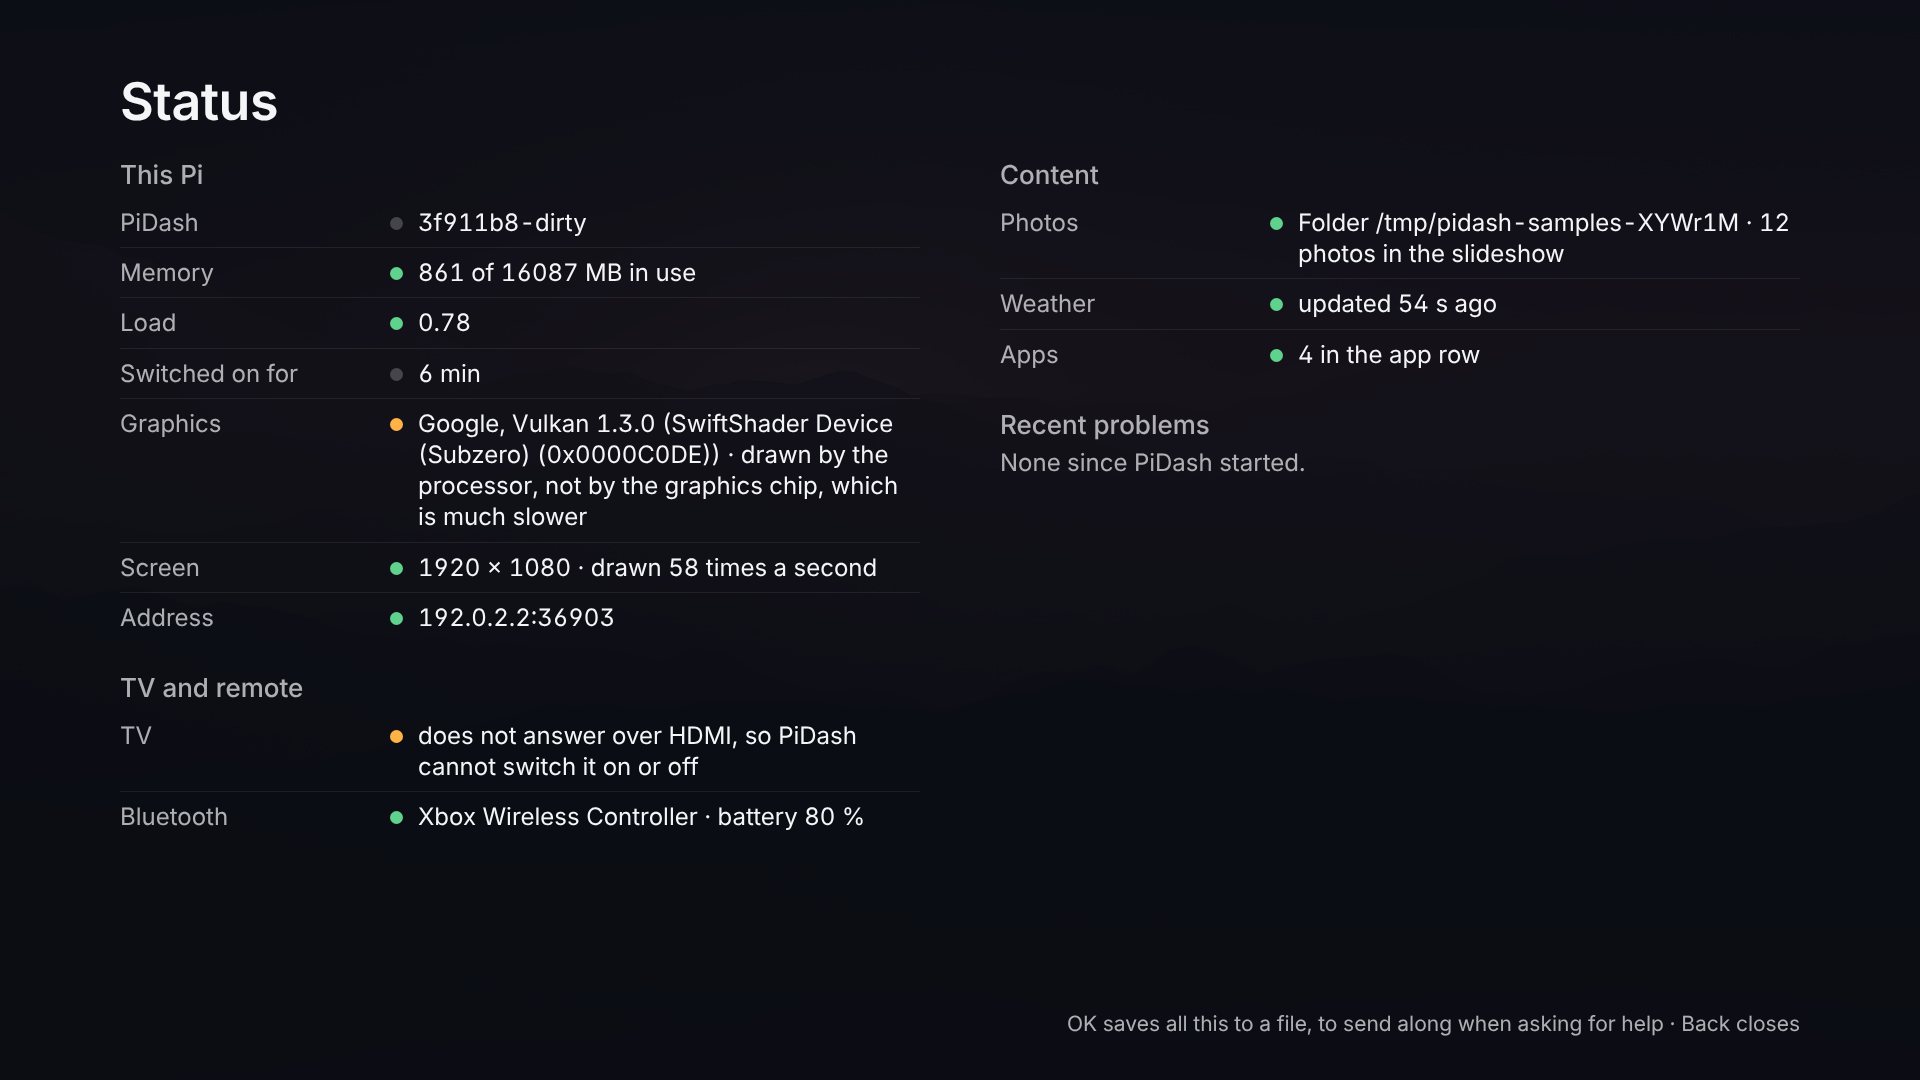 Status
This Pi
PiDash 3f911b8-dirty
Memory 861 of 16087 MB in use
Load 0.78
Switched on for 6 min
Graphics Google, Vulkan 1.3.0 (SwiftShader Device
(Subzero) (0x0000C0DE)) · drawn by the
processor, not by the graphics chip, which
is much slower
Screen 1920 × 1080 · drawn 58 times a second
Address 192.0.2.2:36903
TV and remote
TV does not answer over HDMI, so PiDash
cannot switch it on or off
Bluetooth Xbox Wireless Controller · battery 80 %
Content
Photos Folder /tmp/pidash-samples-XYWr1M · 12
photos in the slideshow
Weather updated 54 s ago
Apps 4 in the app row
Recent problems
None since PiDash started.
OK saves all this to a file, to send along when asking for help · Back closes